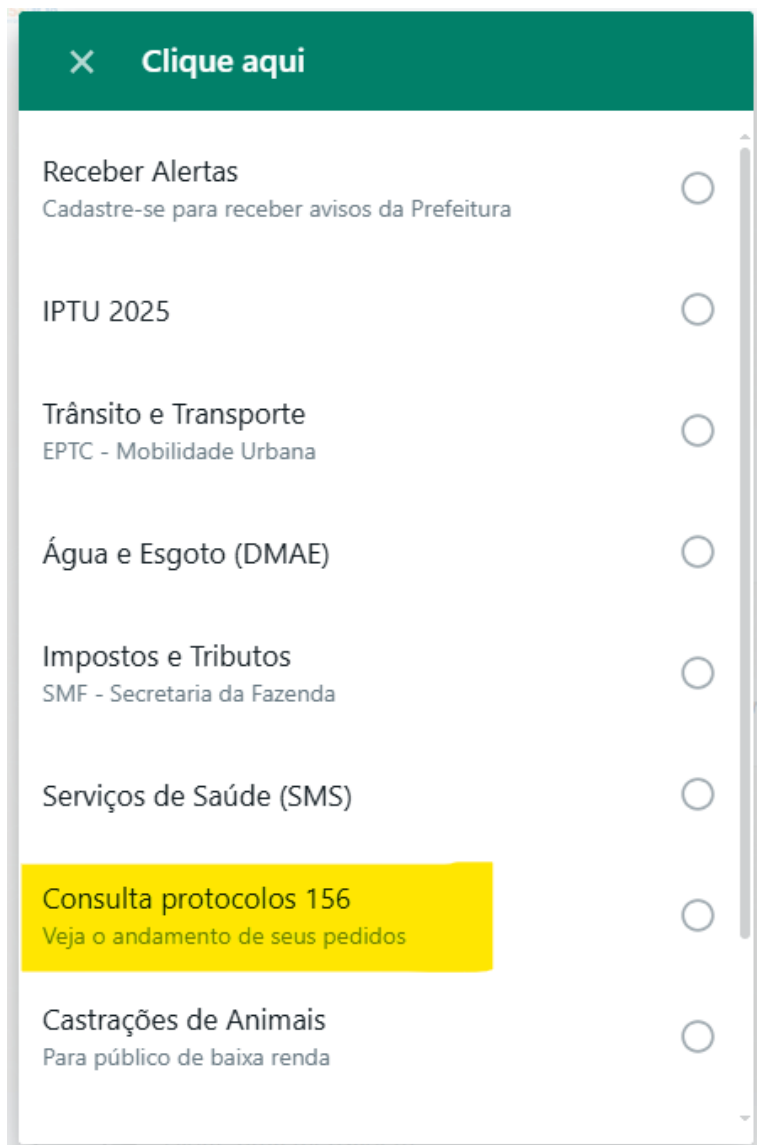 Clique aqui
Receber Alertas
Cadastre-se para receber avisos da Prefeitura
IPTU 2025
Trânsito e Transporte
EPTC - Mobilidade Urbana
Água e Esgoto (DMAE)
Impostos e Tributos
SMF - Secretaria da Fazenda
Serviços de Saúde (SMS)
Consulta protocolos 156
Veja o andamento de seus pedidos
Castrações de Animais
Para público de baixa renda